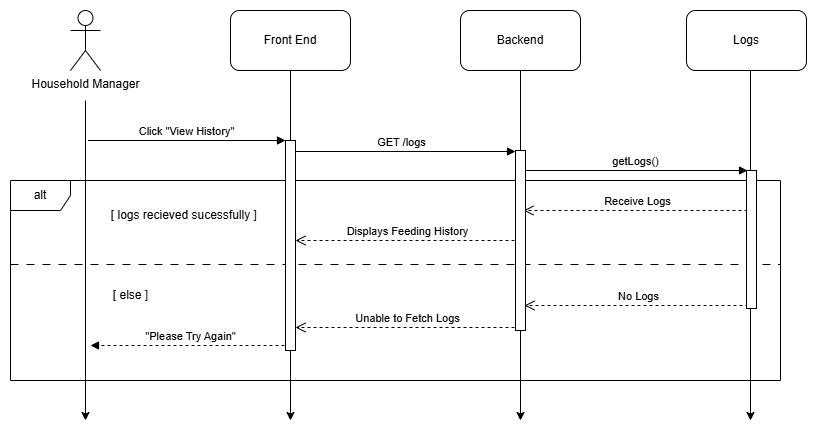 Front End
Backend
Logs
Household Manager
Click "View History"
GET /logs
getLogs()
alt
Receive Logs
[ logs recieved sucessfully ]
Displays Feeding History
[ else ]
No Logs
Unable to Fetch Logs
"Please Try Again"